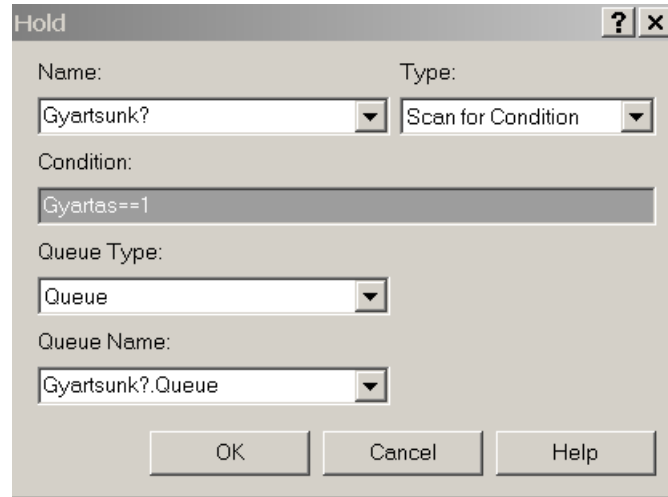 Hold
Name: Type:
Gyartsunk? Scan for Condition
Condition:
Gyartas==1
Queue Type:
Queue
Queue Name:
Gyartsunk?.Queue
OK Cancel Help